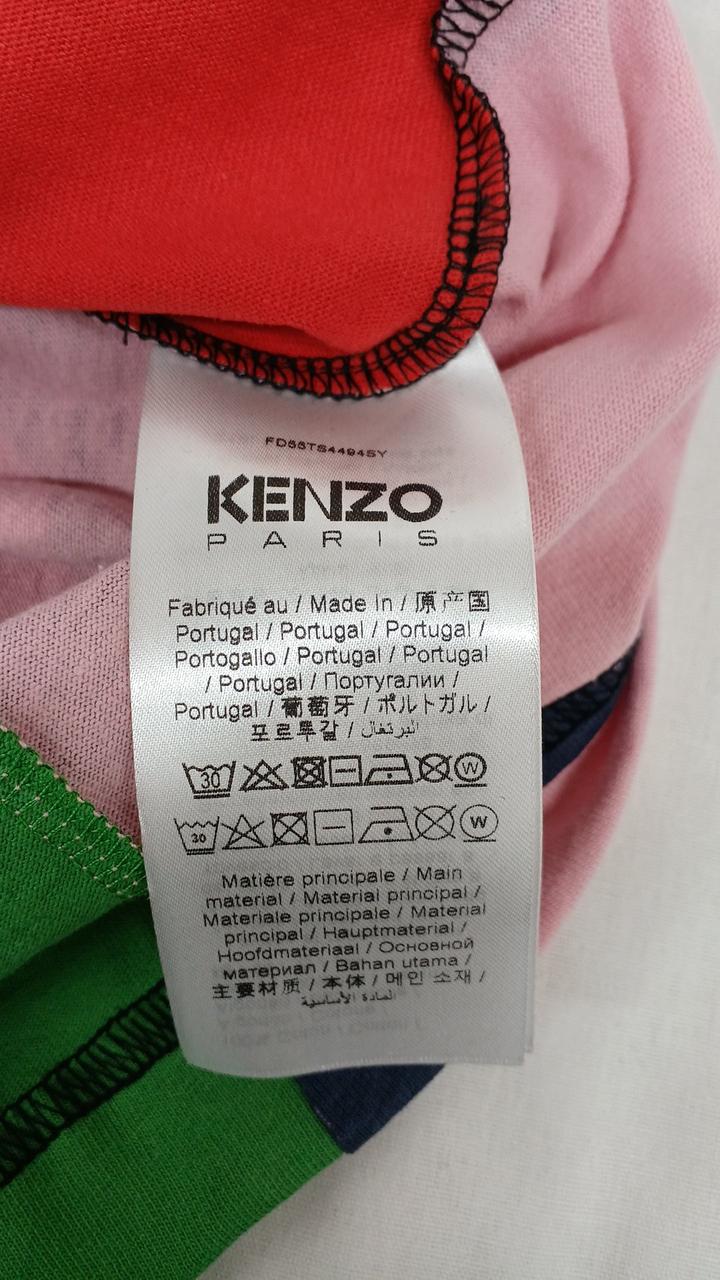 FD55TS4494SY
KENZO
PARIS
Fabriqué au / Made In / 原产国
Portugal / Portugal / Portugal /
Portogallo / Portugal / Portugal
/ Portugal / Португалии /
Portugal / 葡萄牙 / ポルトガル /
포르투갈 / البرتغال
30 W
30 W
Matière principale / Main
material / Material principal /
Materiale principale / Material
principal / Hauptmaterial /
Hoofdmateriaal / Основной
материал / Bahan utama /
主要材质 / 本体 / 메인 소재 /
المادة الأساسية